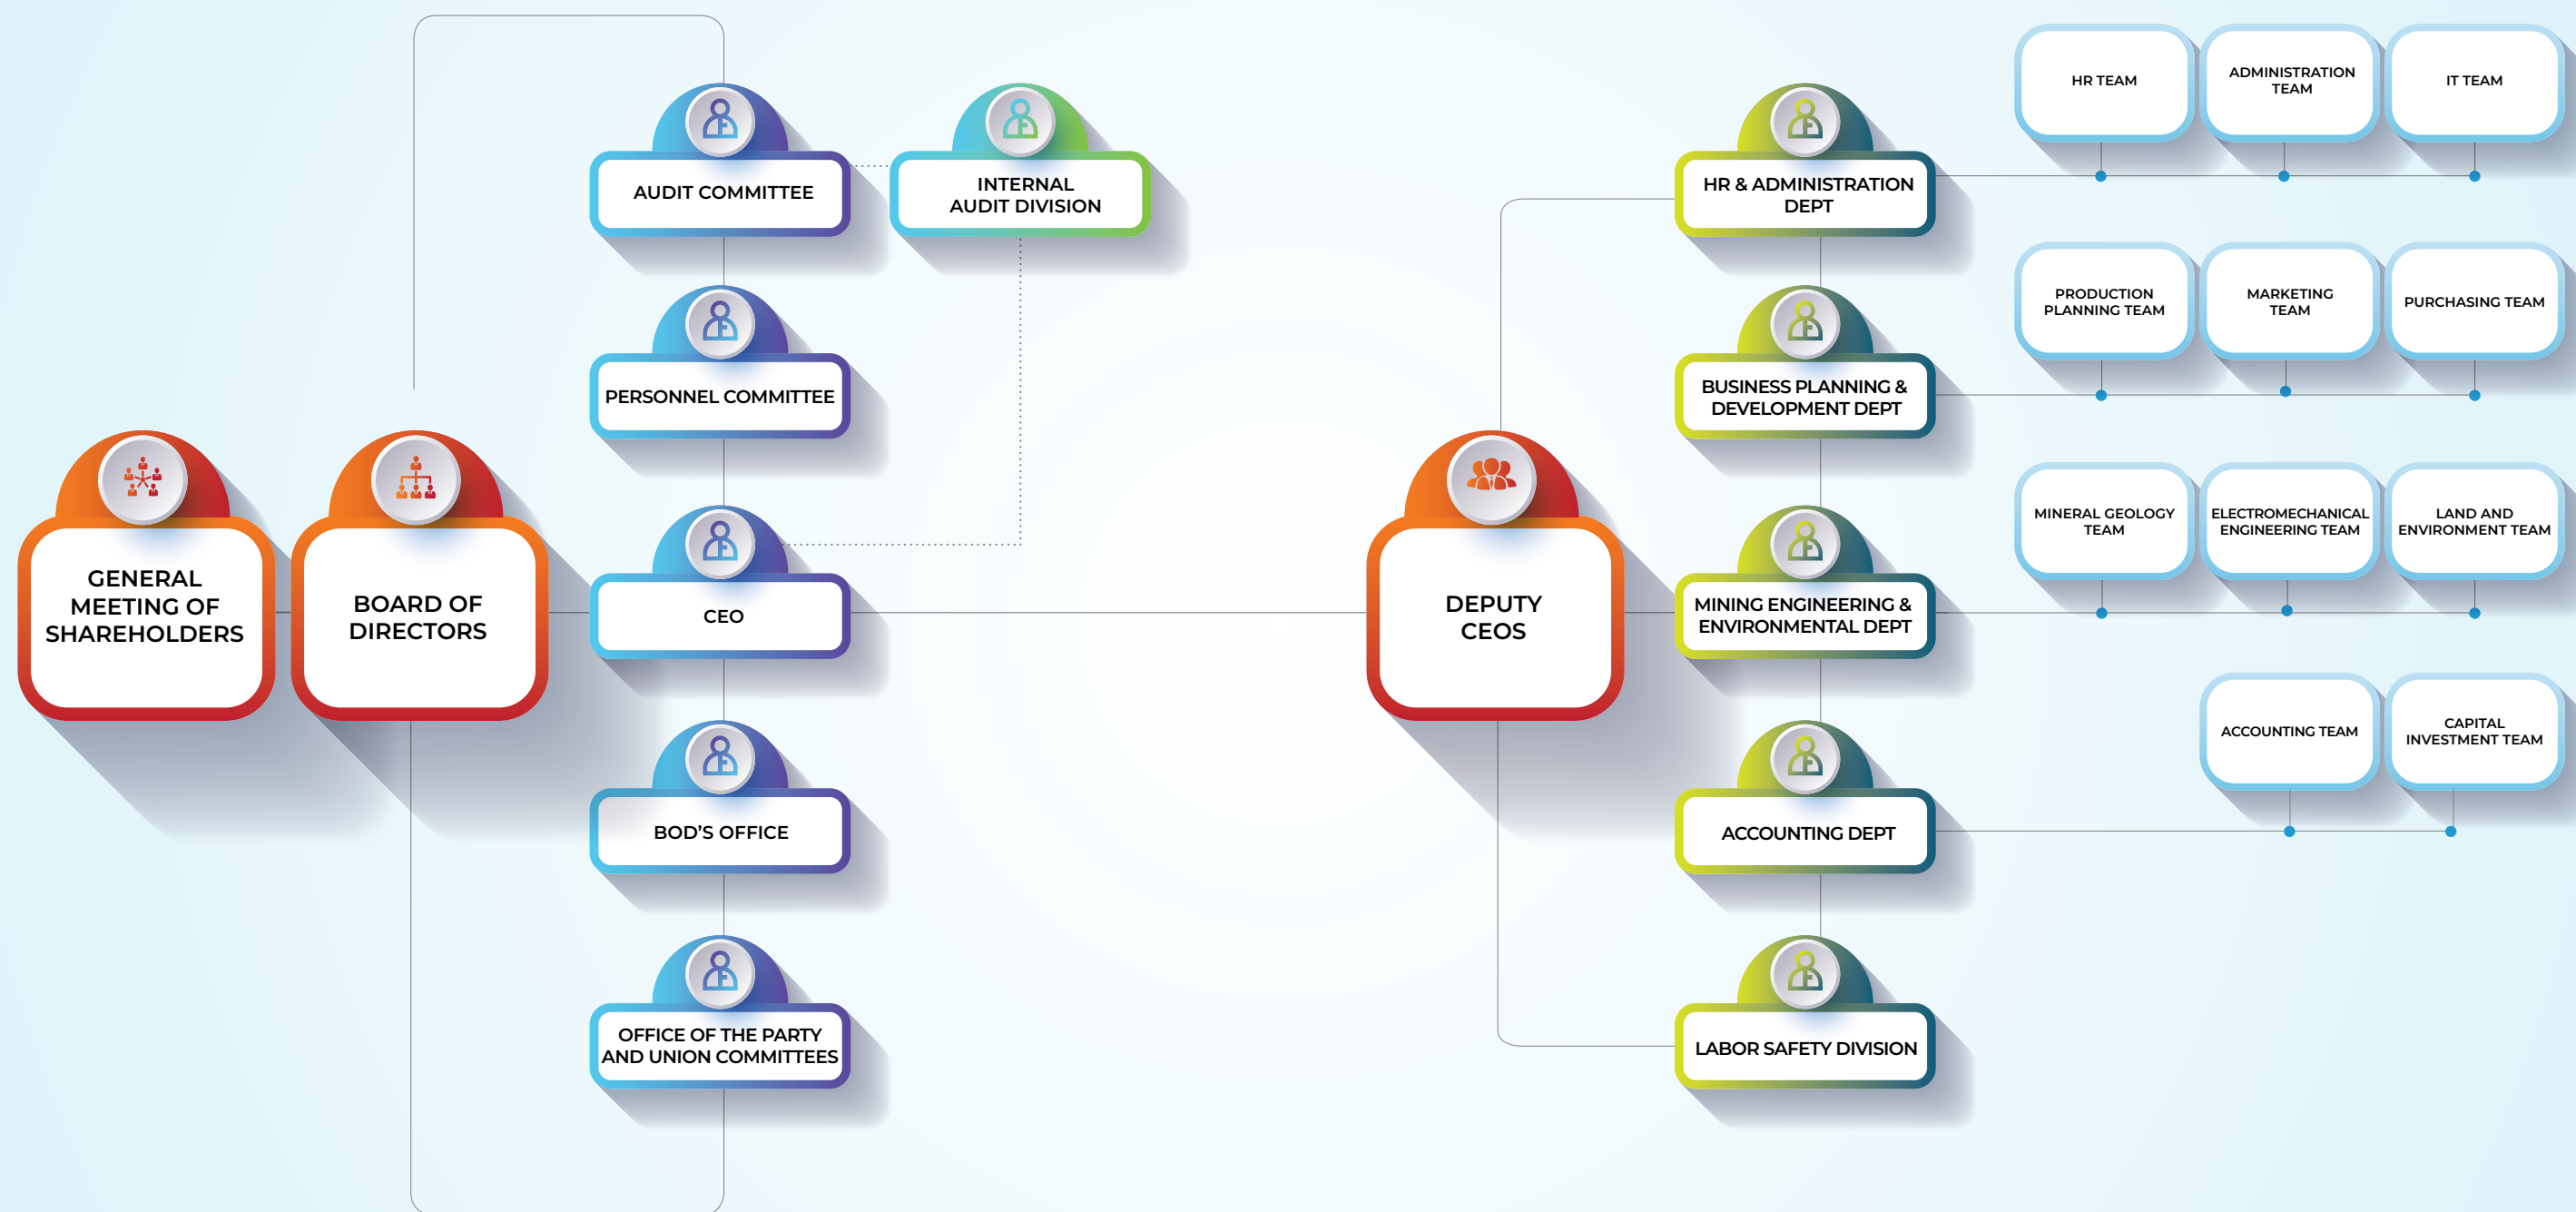 GENERAL
MEETING OF
SHAREHOLDERS
BOARD OF
DIRECTORS
AUDIT COMMITTEE
INTERNAL
AUDIT DIVISION
PERSONNEL COMMITTEE
CEO
BOD’S OFFICE
OFFICE OF THE PARTY
AND UNION COMMITTEES
DEPUTY
CEOS
HR & ADMINISTRATION
DEPT
HR TEAM
ADMINISTRATION
TEAM
IT TEAM
BUSINESS PLANNING &
DEVELOPMENT DEPT
PRODUCTION
PLANNING TEAM
MARKETING
TEAM
PURCHASING TEAM
MINING ENGINEERING &
ENVIRONMENTAL DEPT
MINERAL GEOLOGY
TEAM
ELECTROMECHANICAL
ENGINEERING TEAM
LAND AND
ENVIRONMENT TEAM
ACCOUNTING DEPT
ACCOUNTING TEAM
CAPITAL
INVESTMENT TEAM
LABOR SAFETY DIVISION